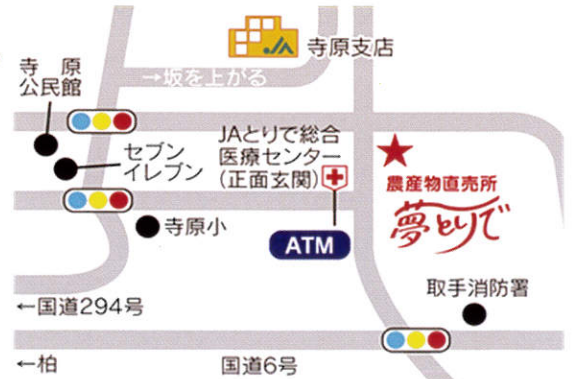 JA
寺原支店
→坂を上がる
寺 原
公民館
セブン
イレブン
JAとりで総合
医療センター
(正面玄関)
農産物直売所
夢とりで
寺原小
ATM
取手消防署
←国道294号
←柏
国道6号